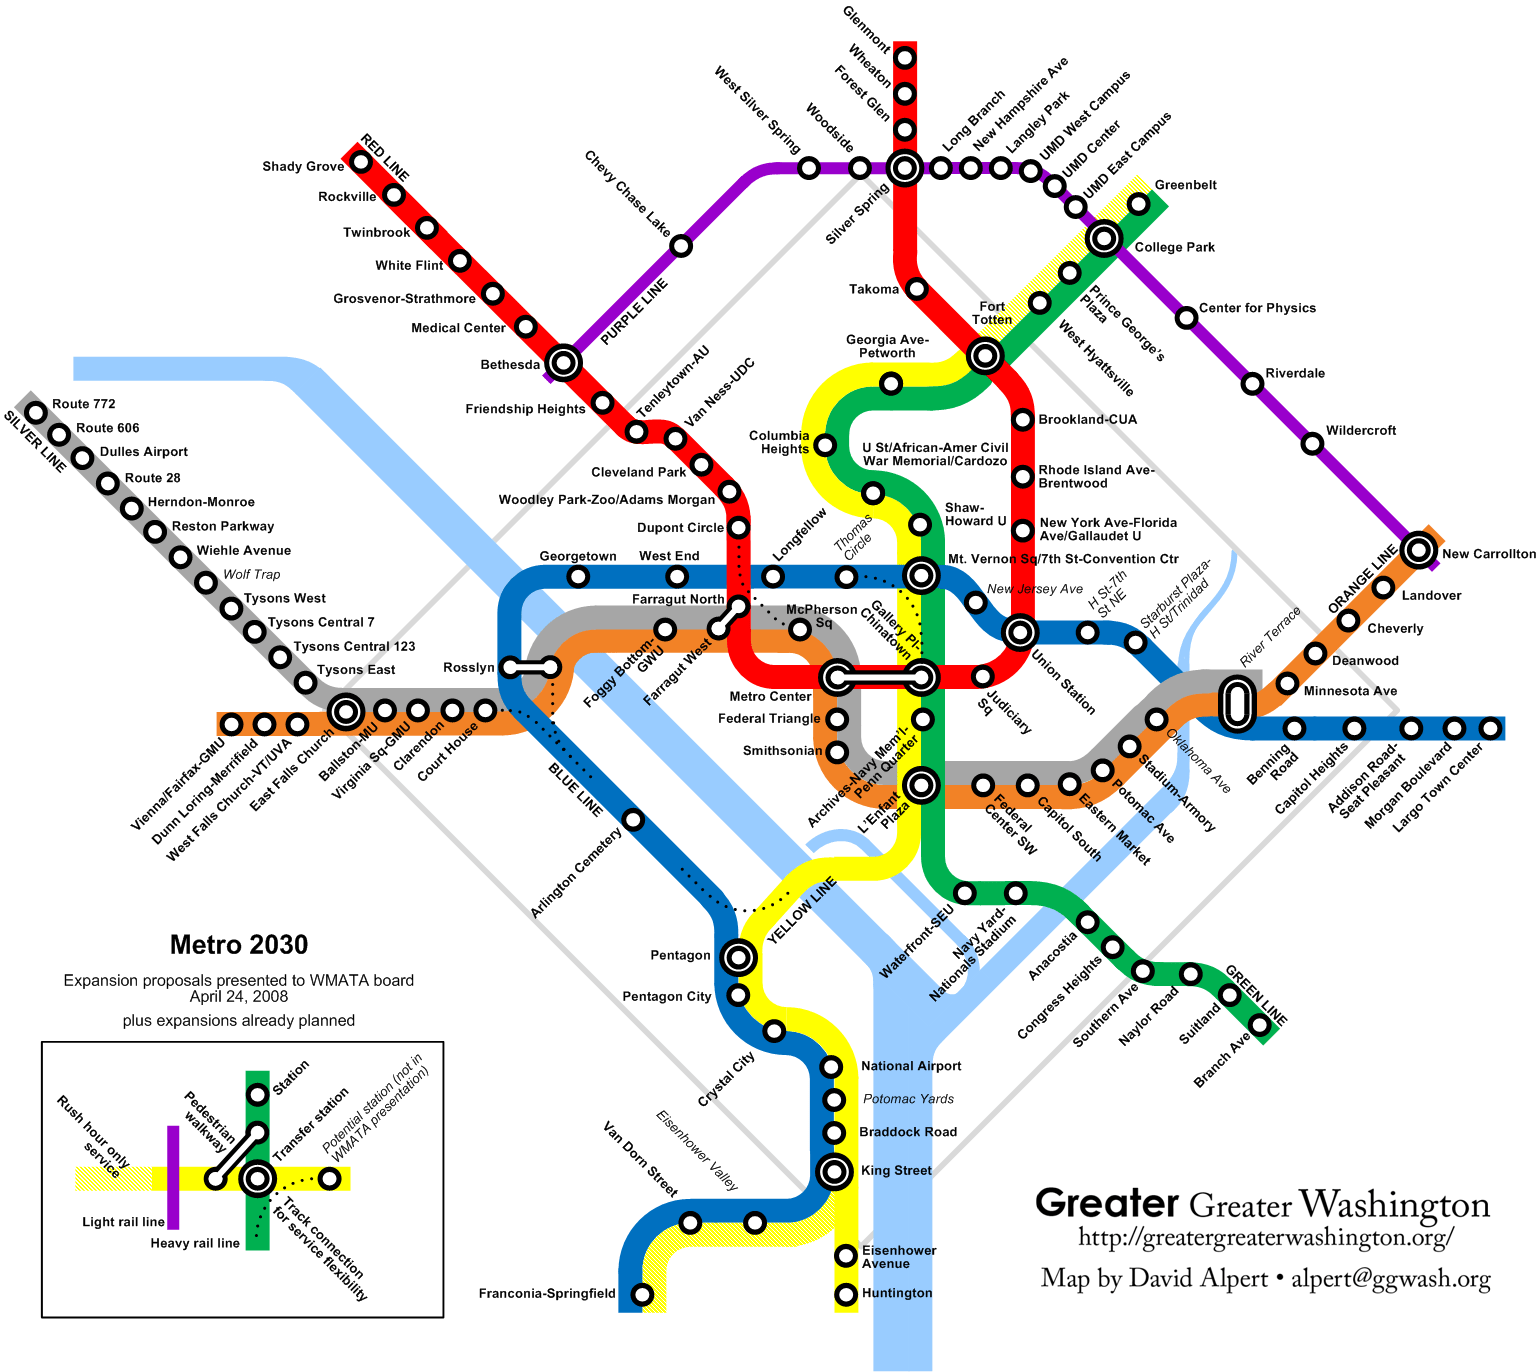 Glenmont
Wheaton
Forest Glen
West Silver Spring
Woodside
Silver Spring
Long Branch
New Hampshire Ave
Langley Park
UMD West Campus
UMD Center
UMD East Campus
Greenbelt
College Park
Prince George's
Plaza
West Hyattsville
Fort
Totten
Takoma
Center for Physics
Riverdale
Wildercroft
New Carrollton
RED LINE
Shady Grove
Rockville
Twinbrook
White Flint
Grosvenor-Strathmore
Medical Center
Bethesda
Chevy Chase Lake
PURPLE LINE
Friendship Heights
Tenleytown-AU
Van Ness-UDC
Cleveland Park
Woodley Park-Zoo/Adams Morgan
Dupont Circle
Georgia Ave-
Petworth
Columbia
Heights
U St/African-Amer Civil
War Memorial/Cardozo
Shaw-
Howard U
Brookland-CUA
Rhode Island Ave-
Brentwood
New York Ave-Florida
Ave/Gallaudet U
Mt. Vernon Sq/7th St-Convention Ctr
Route 772
Route 606
Dulles Airport
Route 28
Herndon-Monroe
Reston Parkway
Wiehle Avenue
Wolf Trap
Tysons West
Tysons Central 7
Tysons Central 123
Tysons East
SILVER LINE
Georgetown
West End
Longfellow
Thomas
Circle
New Jersey Ave
H St-7th
St NE
Starburst Plaza-
H St/Trinidad
Farragut North
McPherson
Sq
Gallery Pl-
Chinatown
Rosslyn
Foggy Bottom-
GWU
Farragut West
Metro Center
Judiciary
Sq
Union Station
Federal Triangle
Smithsonian
Archives-Navy Mem'l-
Penn Quarter
L'Enfant
Plaza
Federal
Center SW
Capitol South
Eastern Market
Potomac Ave
Stadium-Armory
Oklahoma Ave
River Terrace
ORANGE LINE
Landover
Cheverly
Deanwood
Minnesota Ave
Benning
Road
Capitol Heights
Addison Road-
Seat Pleasant
Morgan Boulevard
Largo Town Center
Vienna/Fairfax-GMU
Dunn Loring-Merrifield
West Falls Church-VT/UVA
East Falls Church
Ballston-MU
Virginia Sq-GMU
Clarendon
Court House
BLUE LINE
Arlington Cemetery
YELLOW LINE
Pentagon
Pentagon City
Crystal City
National Airport
Potomac Yards
Braddock Road
King Street
Eisenhower Valley
Van Dorn Street
Franconia-Springfield
Eisenhower
Avenue
Huntington
Waterfront-SEU
Navy Yard-
Nationals Stadium
Anacostia
Congress Heights
Southern Ave
Naylor Road
Suitland
Branch Ave
GREEN LINE
Metro 2030
Expansion proposals presented to WMATA board
April 24, 2008
plus expansions already planned
Rush hour only
service
Pedestrian
walkway
Station
Transfer station
Potential station (not in
WMATA presentation)
Light rail line
Heavy rail line
Track connection
for service flexibility
Greater Greater Washington
http://greatergreaterwashington.org/
Map by David Alpert • alpert@ggwash.org